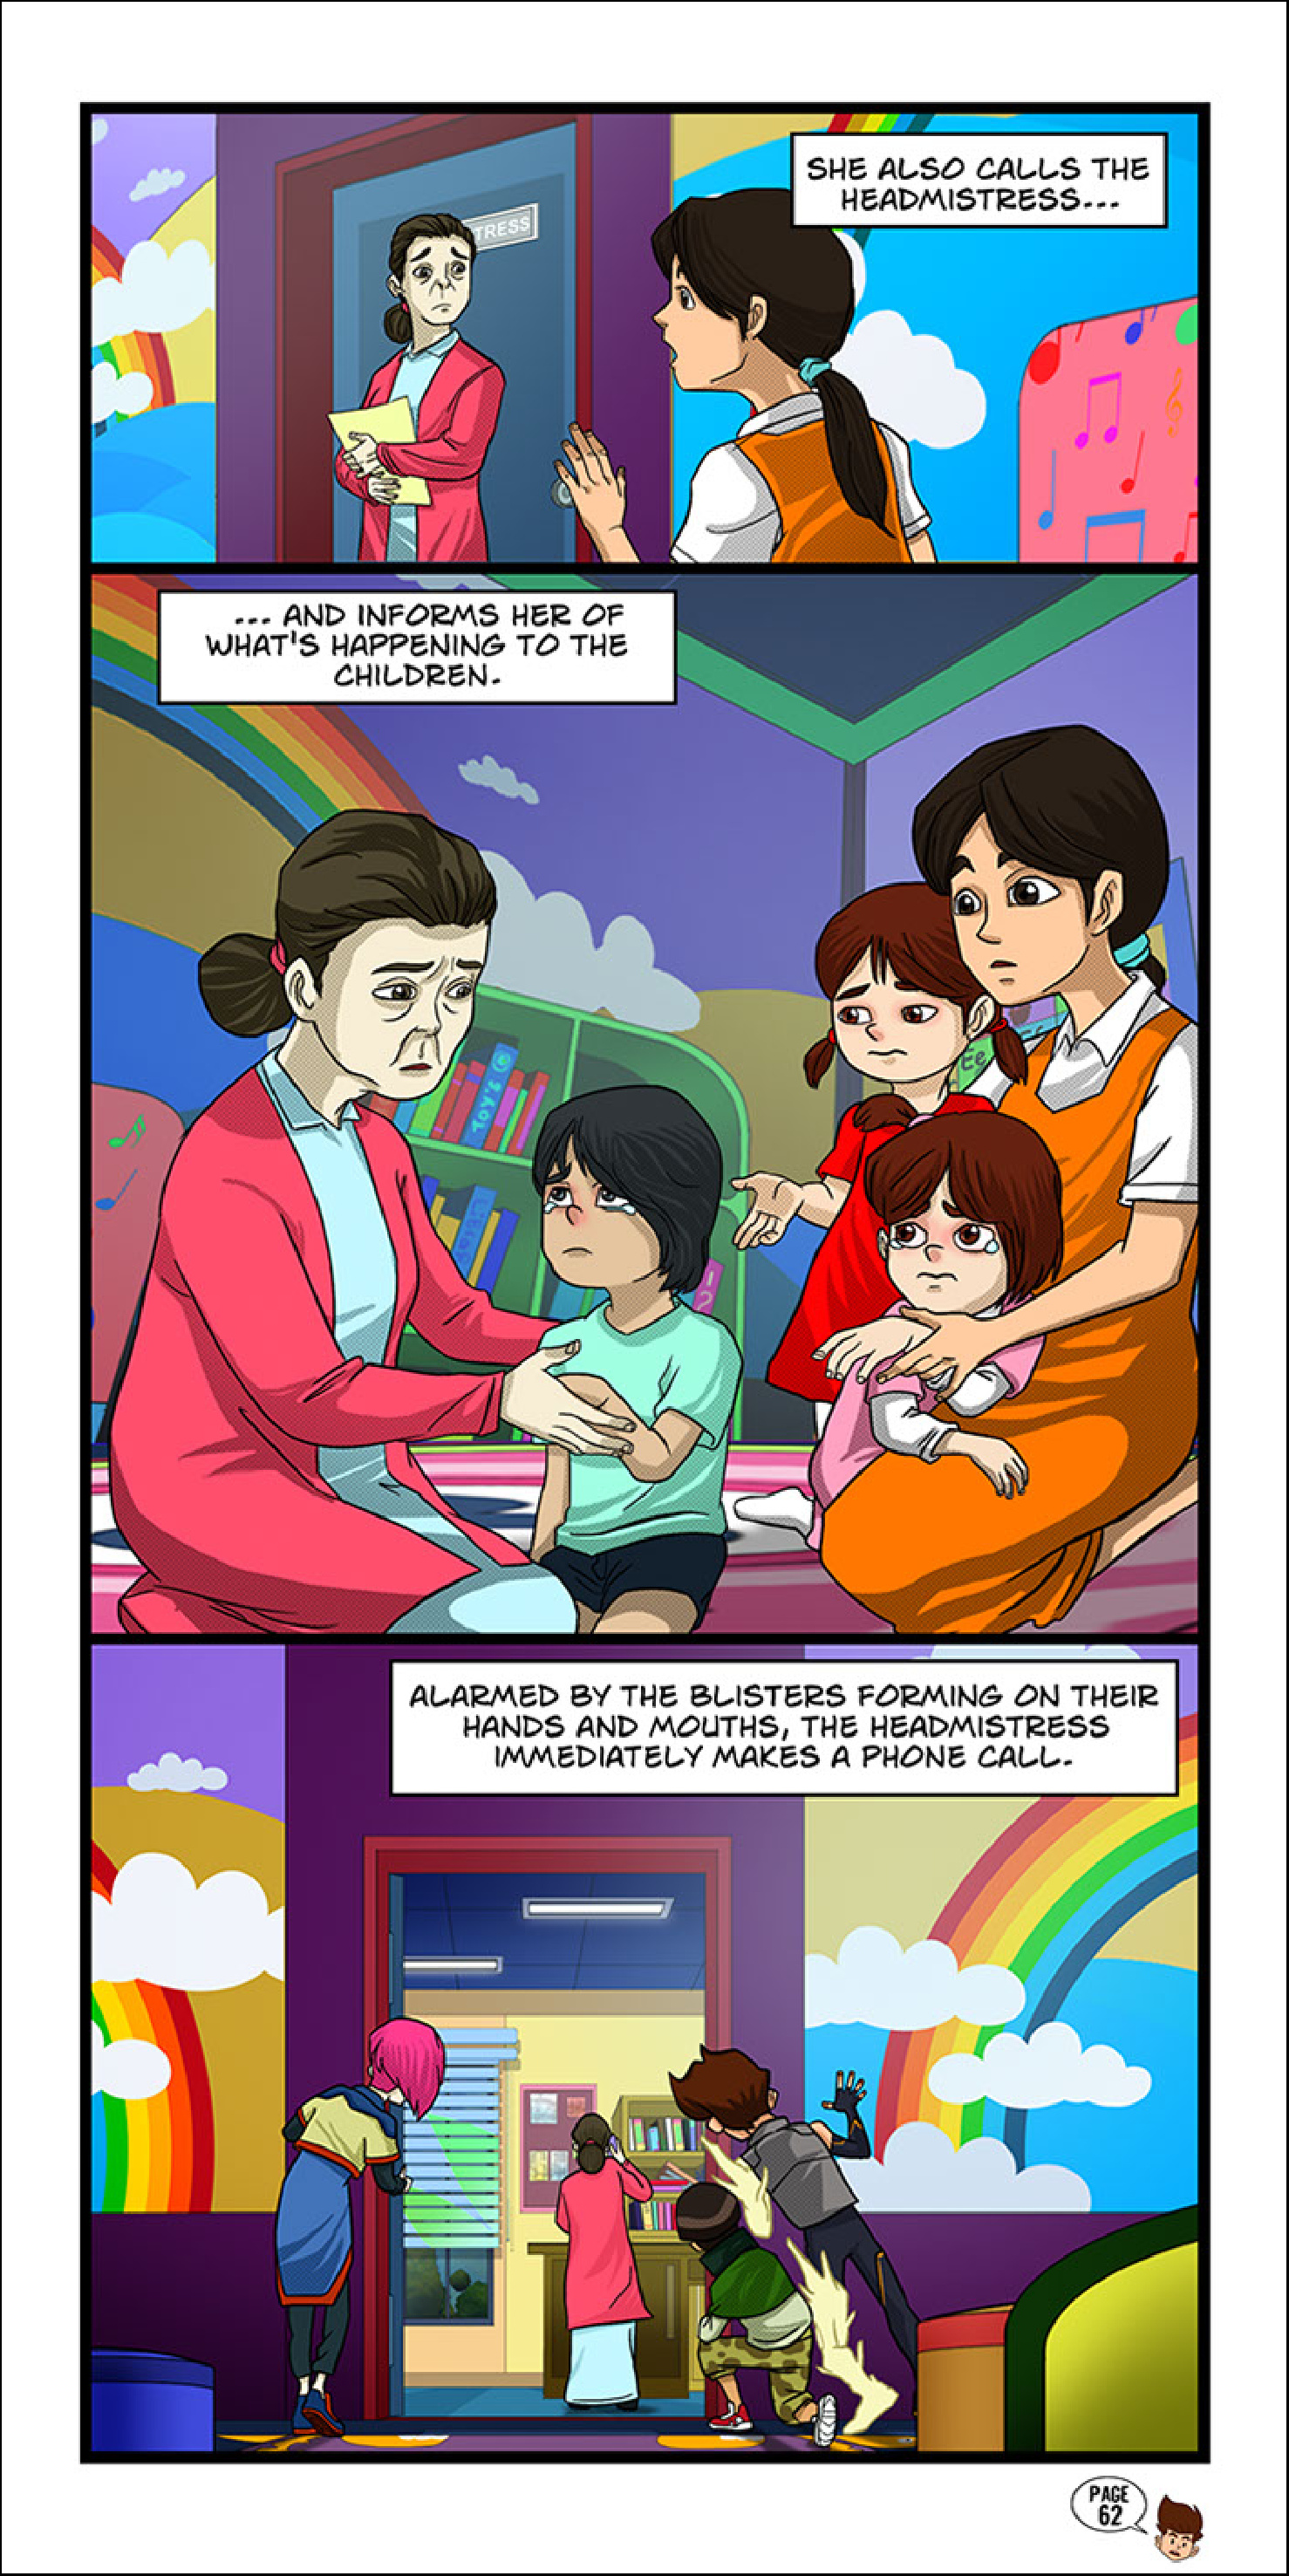 SHE ALSO CALLS THE
HEADMISTRESS...
TRESS
... AND INFORMS HER OF
WHAT'S HAPPENING TO THE
CHILDREN.
Ee
ALARMED BY THE BLISTERS FORMING ON THEIR
HANDS AND MOUTHS, THE HEADMISTRESS
IMMEDIATELY MAKES A PHONE CALL.
PAGE
62